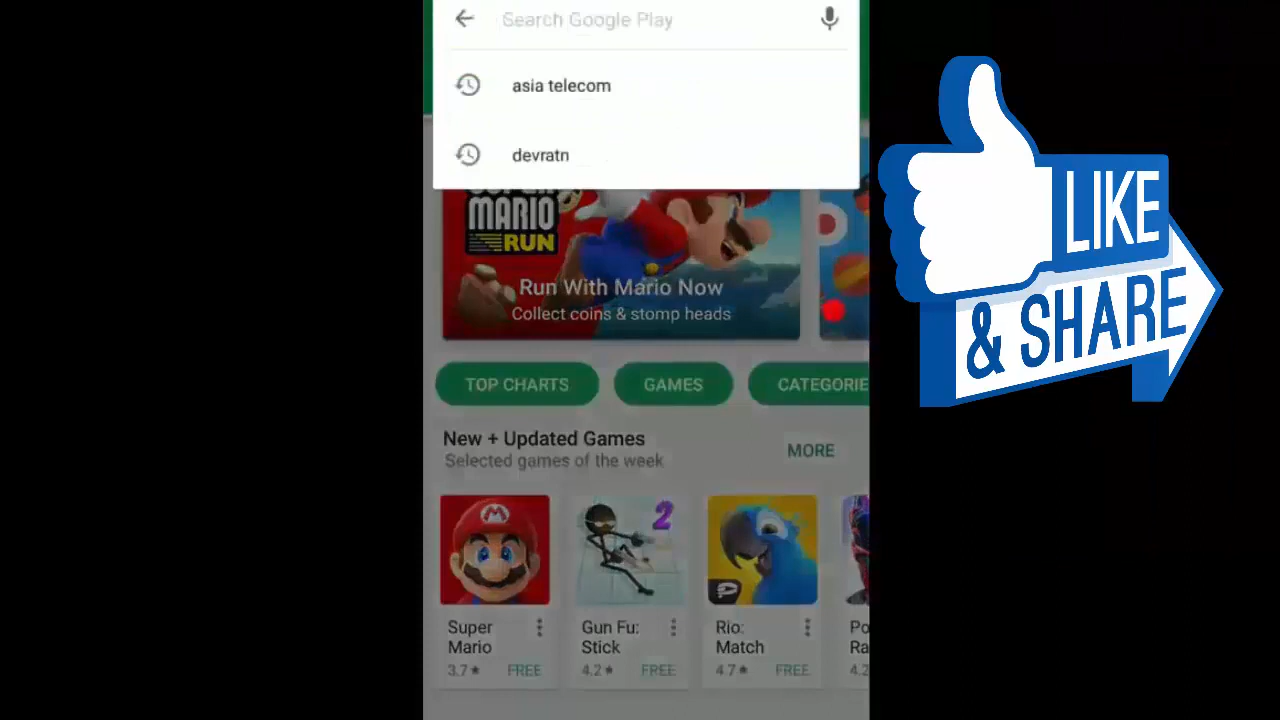 Search Google Play
asia telecom
devratn
SUPER
MARIO
RUN
Run With Mario Now
Collect coins & stomp heads
TOP CHARTS
GAMES
CATEGORIE
New + Updated Games
MORE
Selected games of the week
2
Super
Mario
3.7★
FREE
Gun Fu:
Stick
4.2★
FREE
Rio:
Match
4.7★
FREE
Po
Ra
4.2
LIKE
& SHARE